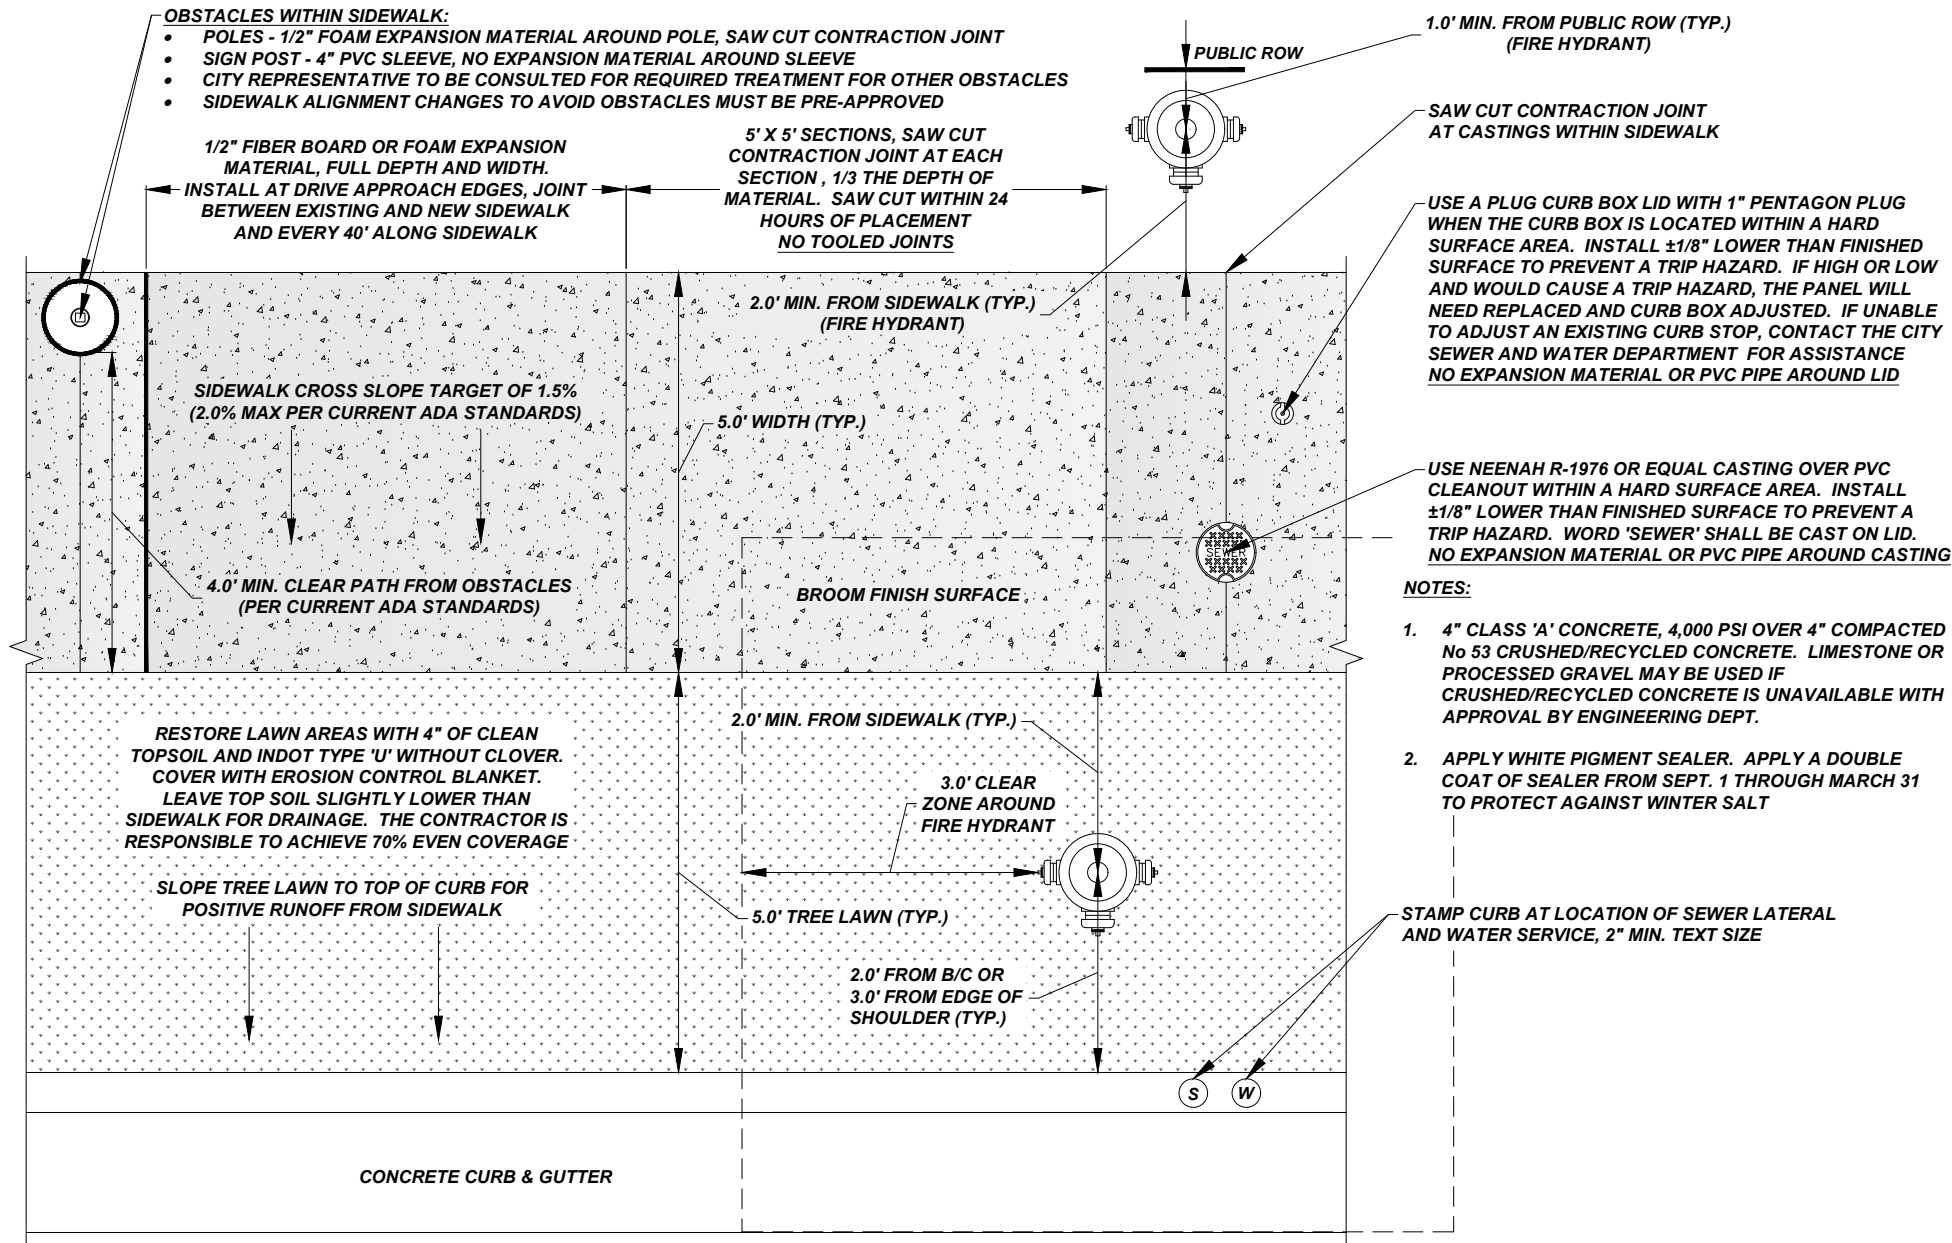 OBSTACLES WITHIN SIDEWALK:
• POLES - 1/2" FOAM EXPANSION MATERIAL AROUND POLE, SAW CUT CONTRACTION JOINT
• SIGN POST - 4" PVC SLEEVE, NO EXPANSION MATERIAL AROUND SLEEVE
• CITY REPRESENTATIVE TO BE CONSULTED FOR REQUIRED TREATMENT FOR OTHER OBSTACLES
• SIDEWALK ALIGNMENT CHANGES TO AVOID OBSTACLES MUST BE PRE-APPROVED
1/2" FIBER BOARD OR FOAM EXPANSION
MATERIAL, FULL DEPTH AND WIDTH.
INSTALL AT DRIVE APPROACH EDGES, JOINT
BETWEEN EXISTING AND NEW SIDEWALK
AND EVERY 40' ALONG SIDEWALK
5' X 5' SECTIONS, SAW CUT
CONTRACTION JOINT AT EACH
SECTION , 1/3 THE DEPTH OF
MATERIAL. SAW CUT WITHIN 24
HOURS OF PLACEMENT
NO TOOLED JOINTS
PUBLIC ROW
1.0' MIN. FROM PUBLIC ROW (TYP.)
(FIRE HYDRANT)
SAW CUT CONTRACTION JOINT
AT CASTINGS WITHIN SIDEWALK
USE A PLUG CURB BOX LID WITH 1" PENTAGON PLUG
WHEN THE CURB BOX IS LOCATED WITHIN A HARD
SURFACE AREA. INSTALL ±1/8" LOWER THAN FINISHED
SURFACE TO PREVENT A TRIP HAZARD. IF HIGH OR LOW
AND WOULD CAUSE A TRIP HAZARD, THE PANEL WILL
NEED REPLACED AND CURB BOX ADJUSTED. IF UNABLE
TO ADJUST AN EXISTING CURB STOP, CONTACT THE CITY
SEWER AND WATER DEPARTMENT FOR ASSISTANCE
NO EXPANSION MATERIAL OR PVC PIPE AROUND LID
2.0' MIN. FROM SIDEWALK (TYP.)
(FIRE HYDRANT)
SIDEWALK CROSS SLOPE TARGET OF 1.5%
(2.0% MAX PER CURRENT ADA STANDARDS)
5.0' WIDTH (TYP.)
USE NEENAH R-1976 OR EQUAL CASTING OVER PVC
CLEANOUT WITHIN A HARD SURFACE AREA. INSTALL
±1/8" LOWER THAN FINISHED SURFACE TO PREVENT A
TRIP HAZARD. WORD 'SEWER' SHALL BE CAST ON LID.
NO EXPANSION MATERIAL OR PVC PIPE AROUND CASTING
SEWER
4.0' MIN. CLEAR PATH FROM OBSTACLES
(PER CURRENT ADA STANDARDS)
BROOM FINISH SURFACE
NOTES:
1. 4" CLASS 'A' CONCRETE, 4,000 PSI OVER 4" COMPACTED
No 53 CRUSHED/RECYCLED CONCRETE. LIMESTONE OR
PROCESSED GRAVEL MAY BE USED IF
CRUSHED/RECYCLED CONCRETE IS UNAVAILABLE WITH
APPROVAL BY ENGINEERING DEPT.
2. APPLY WHITE PIGMENT SEALER. APPLY A DOUBLE
COAT OF SEALER FROM SEPT. 1 THROUGH MARCH 31
TO PROTECT AGAINST WINTER SALT
RESTORE LAWN AREAS WITH 4" OF CLEAN
TOPSOIL AND INDOT TYPE 'U' WITHOUT CLOVER.
COVER WITH EROSION CONTROL BLANKET.
LEAVE TOP SOIL SLIGHTLY LOWER THAN
SIDEWALK FOR DRAINAGE. THE CONTRACTOR IS
RESPONSIBLE TO ACHIEVE 70% EVEN COVERAGE
2.0' MIN. FROM SIDEWALK (TYP.)
3.0' CLEAR
ZONE AROUND
FIRE HYDRANT
SLOPE TREE LAWN TO TOP OF CURB FOR
POSITIVE RUNOFF FROM SIDEWALK
5.0' TREE LAWN (TYP.)
STAMP CURB AT LOCATION OF SEWER LATERAL
AND WATER SERVICE, 2" MIN. TEXT SIZE
2.0' FROM B/C OR
3.0' FROM EDGE OF
SHOULDER (TYP.)
S W
CONCRETE CURB & GUTTER